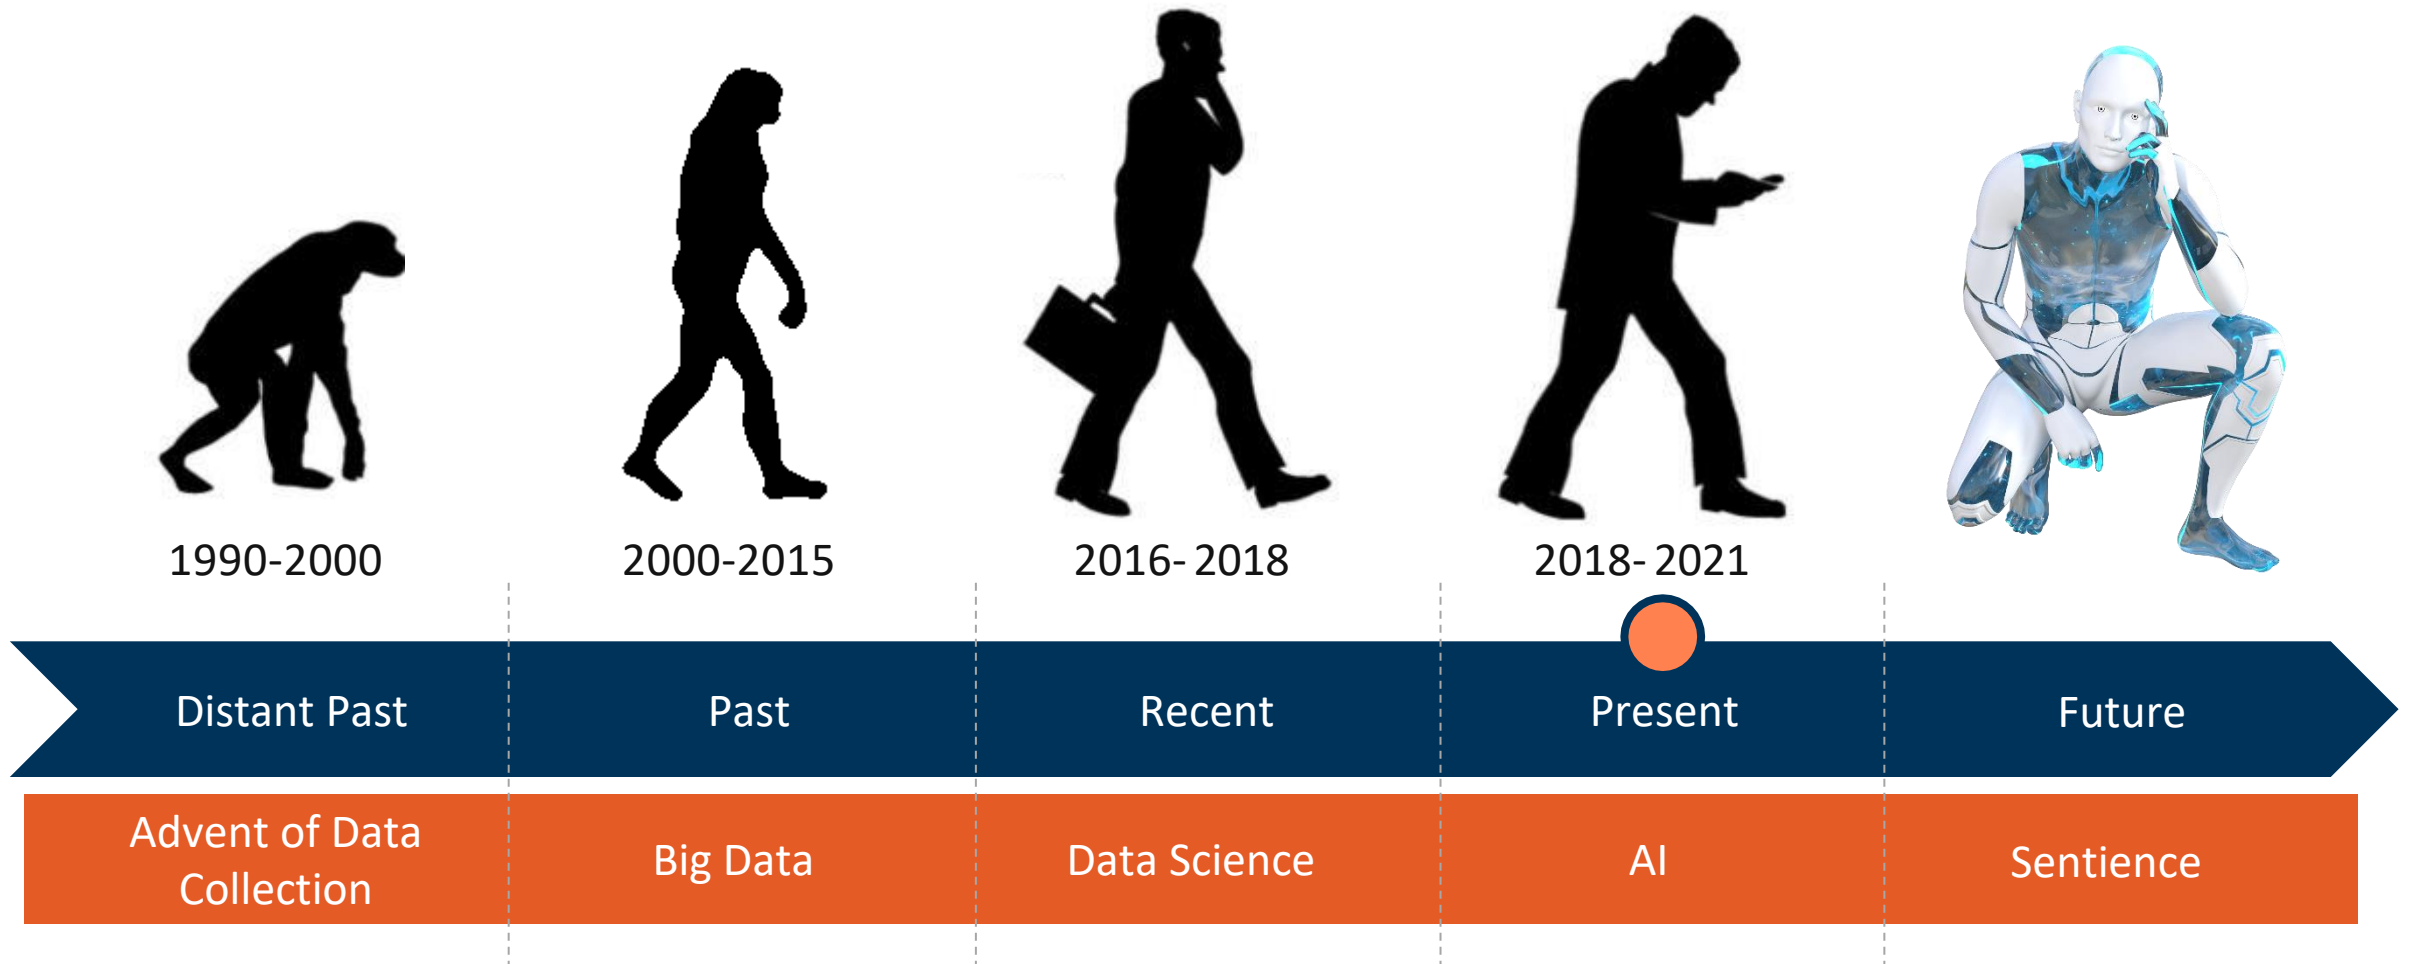 1990-2000
2000-2015
2016- 2018
2018- 2021
Distant Past
Past
Recent
Present
Future
Advent of Data
Collection
Big Data
Data Science
AI
Sentience